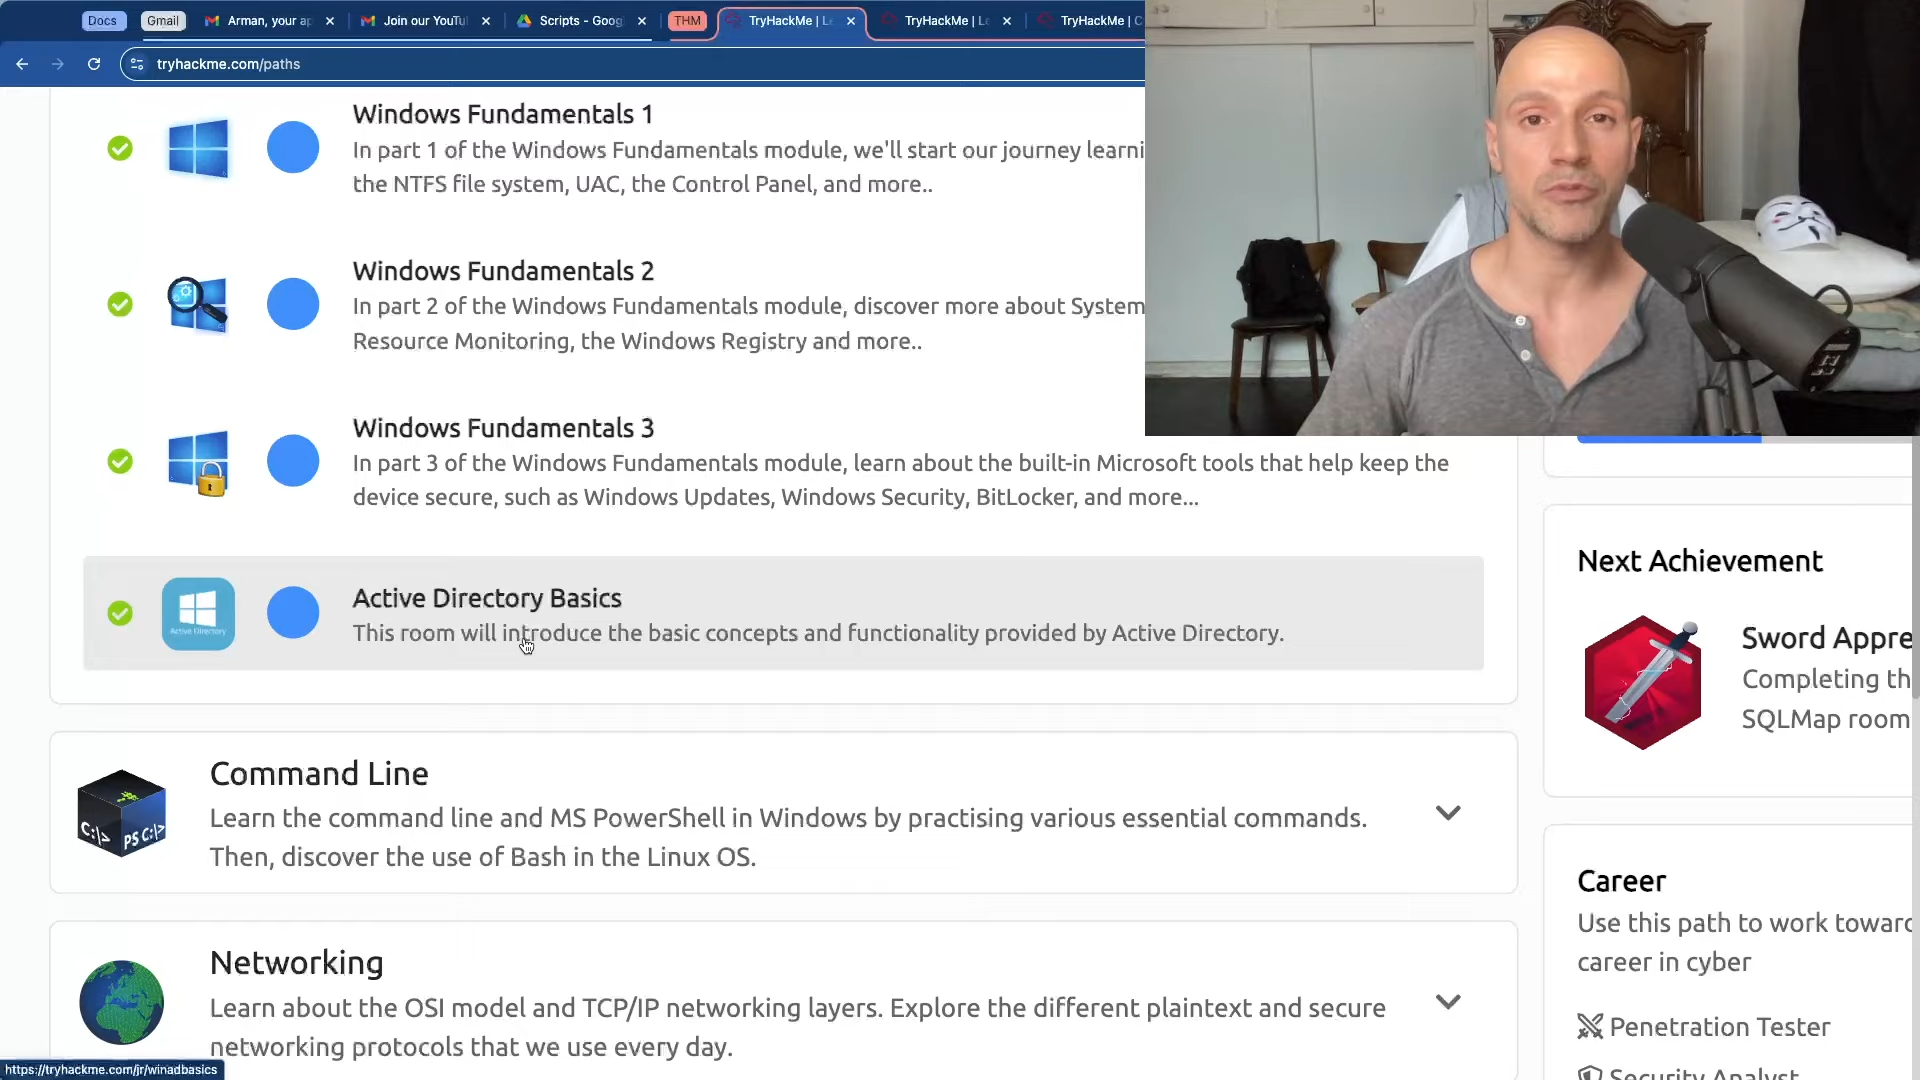 Docs
Gmail
Arman, your ap
Join our YouTu
Scripts - Goog
THM
TryHackMe | Le
TryHackMe | Le
TryHackMe | C
tryhackme.com/paths
Windows Fundamentals 1
In part 1 of the Windows Fundamentals module, we'll start our journey learni
the NTFS file system, UAC, the Control Panel, and more..
Windows Fundamentals 2
In part 2 of the Windows Fundamentals module, discover more about System
Resource Monitoring, the Windows Registry and more..
Windows Fundamentals 3
In part 3 of the Windows Fundamentals module, learn about the built-in Microsoft tools that help keep the
device secure, such as Windows Updates, Windows Security, BitLocker, and more...
Active Directory
Active Directory Basics
This room will introduce the basic concepts and functionality provided by Active Directory.
C:\>
PS C:\>
Command Line
Learn the command line and MS PowerShell in Windows by practising various essential commands.
Then, discover the use of Bash in the Linux OS.
Networking
Learn about the OSI model and TCP/IP networking layers. Explore the different plaintext and secure
networking protocols that we use every day.
Next Achievement
Sword Appre
Completing th
SQLMap room
Career
Use this path to work towar
career in cyber
Penetration Tester
Security Analyst
https://tryhackme.com/jr/winadbasics